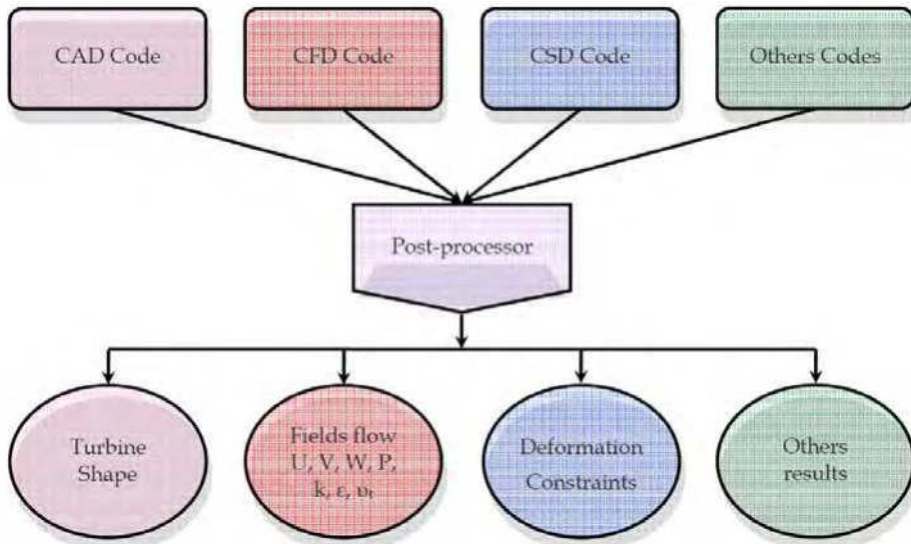 CAD Code
CFD Code
CSD Code
Others Codes
Post-processor
Turbine
Shape
Fields flow
U, V, W, P,
k, ε, υₜ
Deformation
Constraints
Others
results